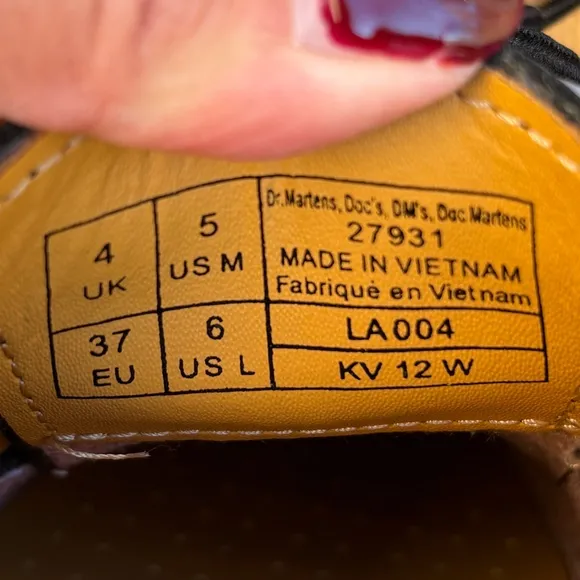 4
UK
5
US M
Dr.Martens, Doc's, DM's, Doc Martens
27931
MADE IN VIETNAM
Fabriquè en Vietnam
37
EU
6
US L
LA004
KV 12 W